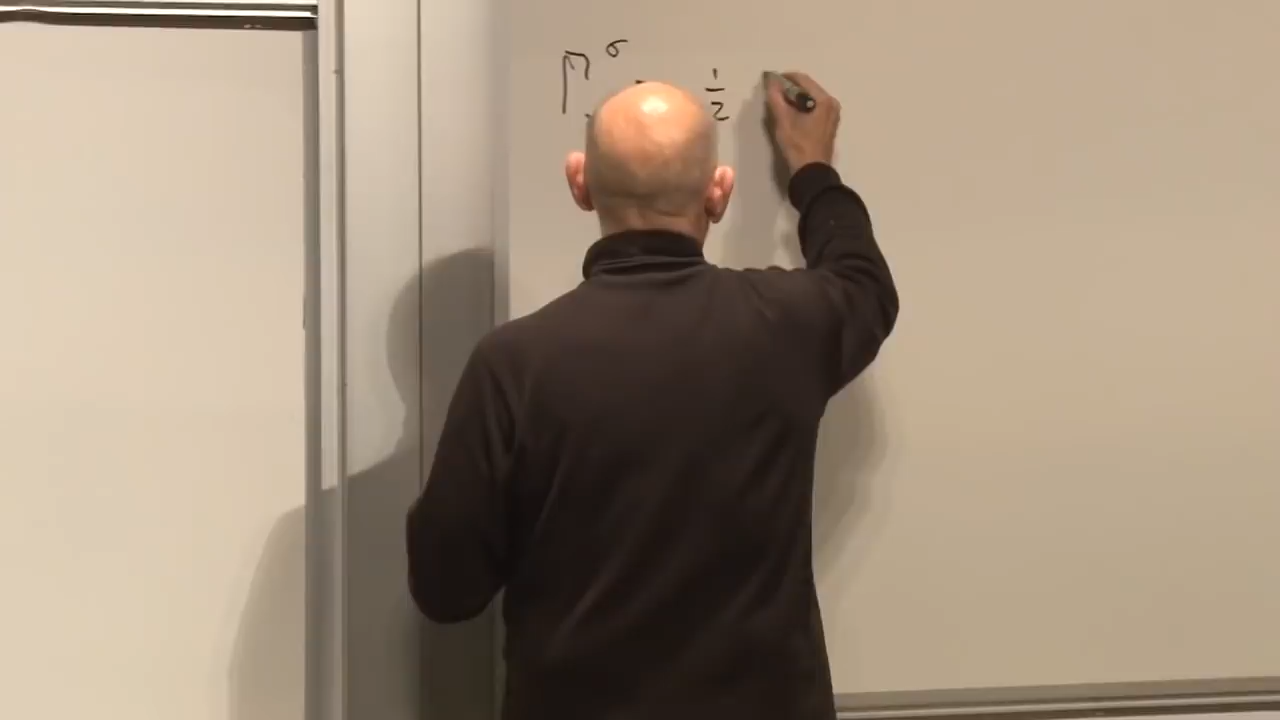 Γ^σ = 1/2